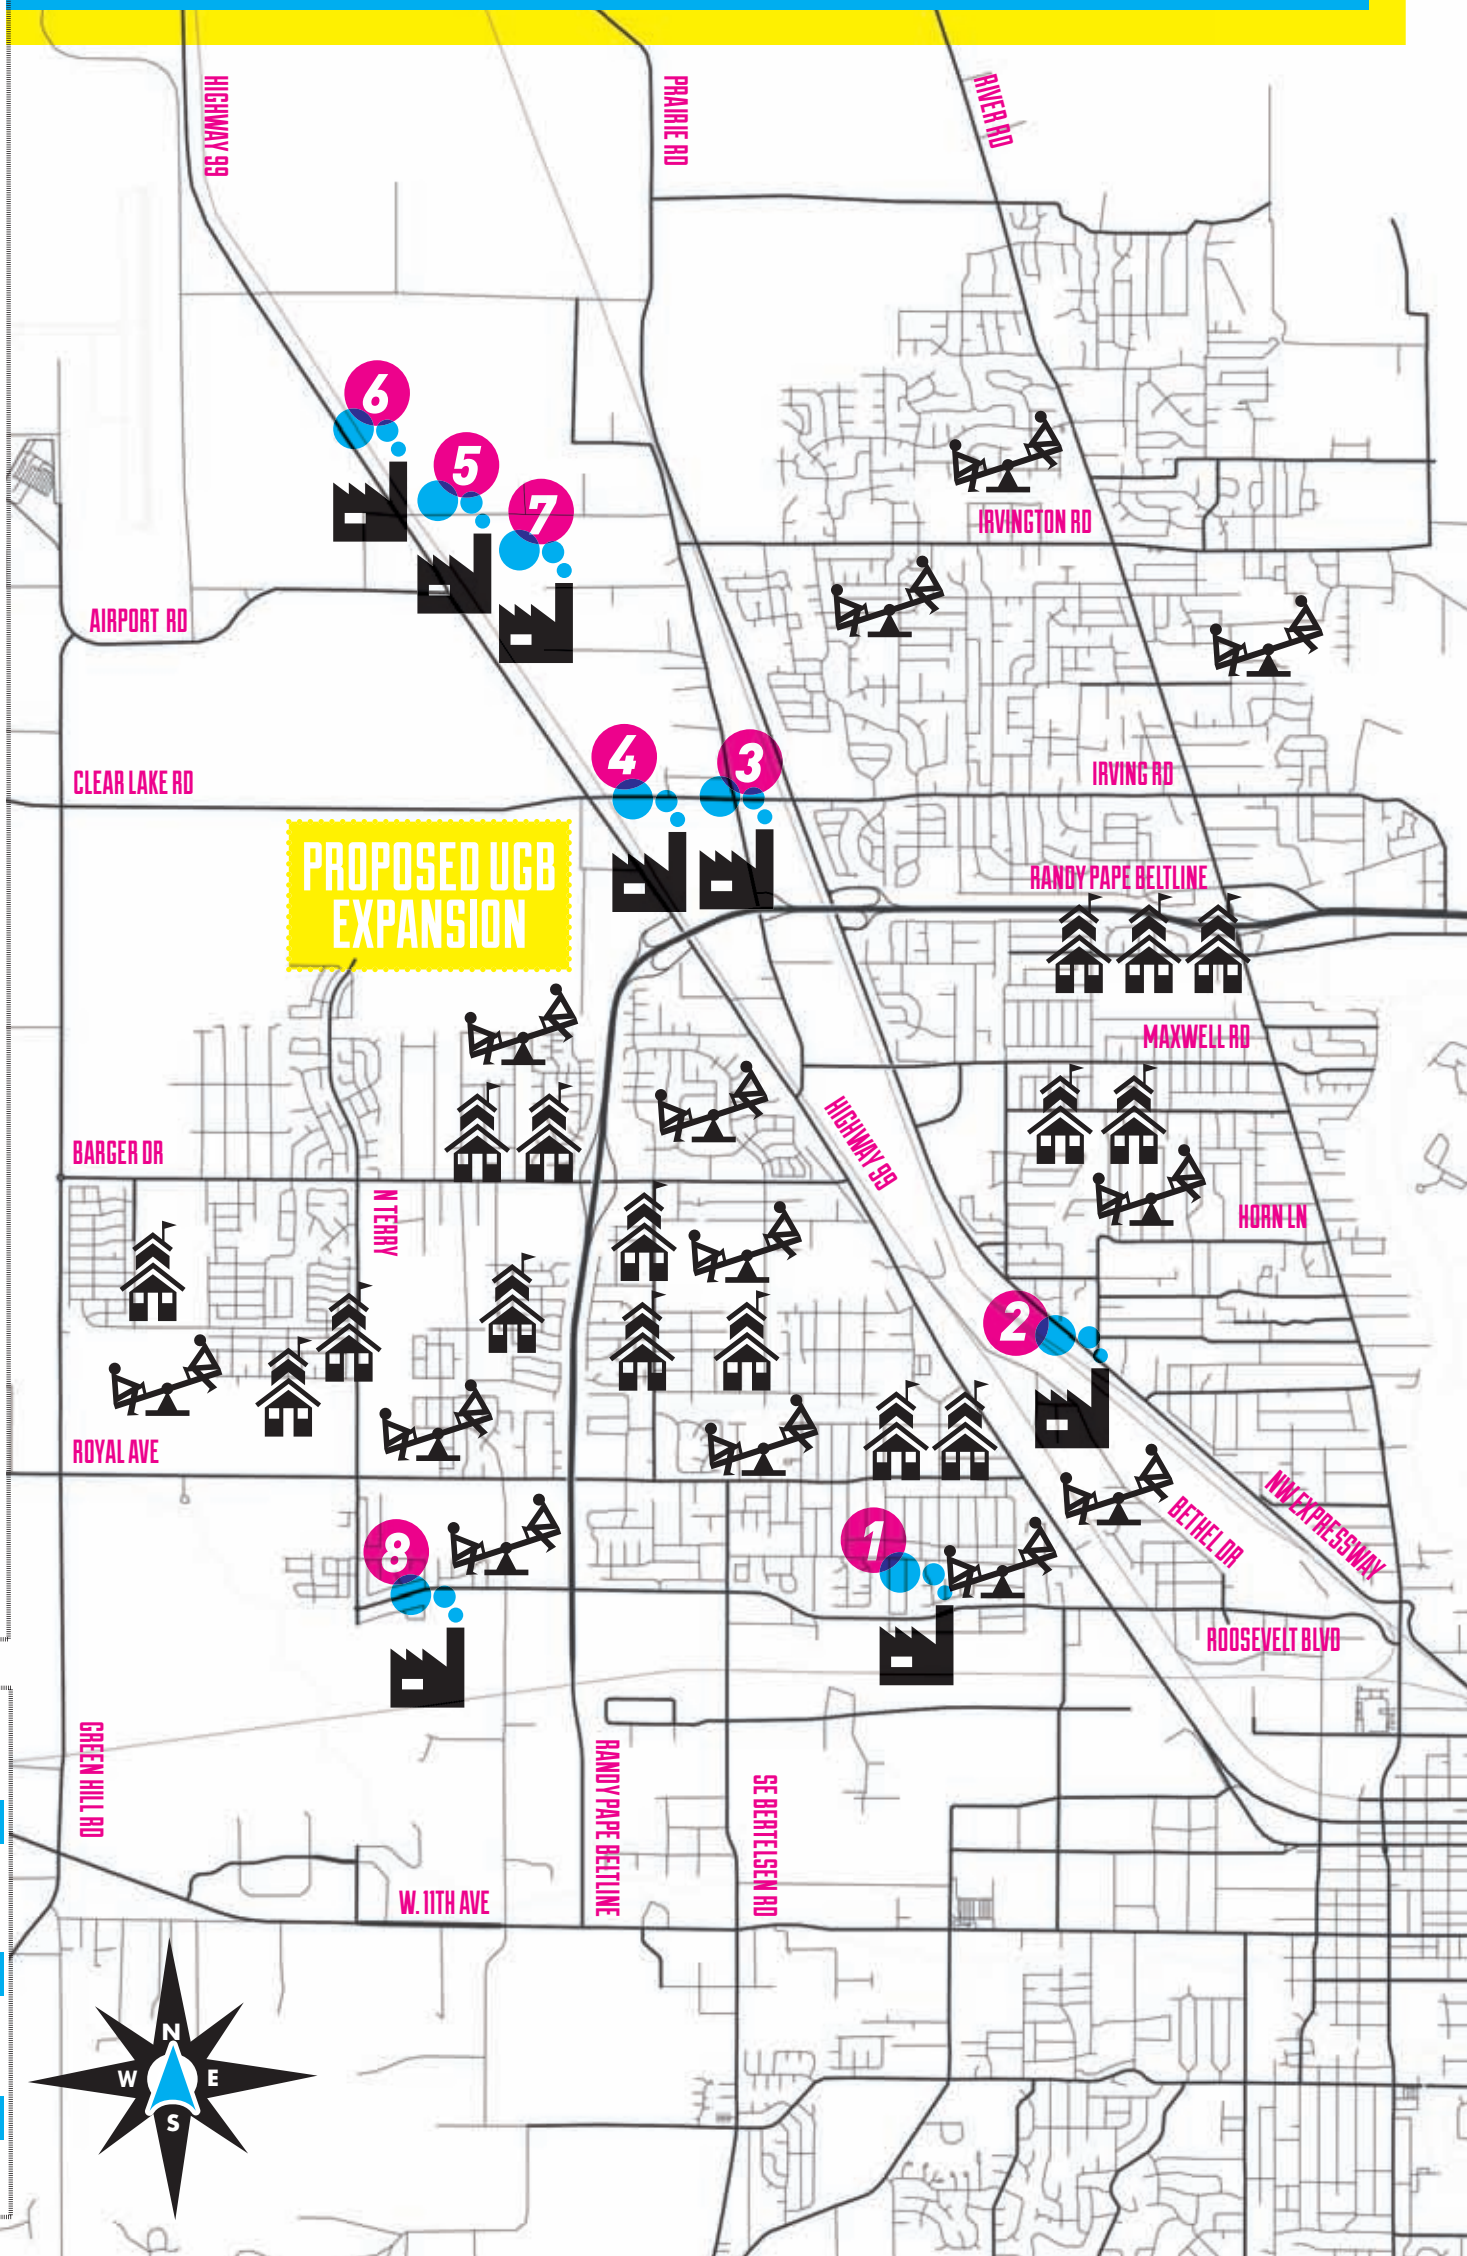 HIGHWAY 99
PRAIRIE RD
RIVER RD
6
5
7
IRVINGTON RD
AIRPORT RD
4
3
CLEAR LAKE RD
IRVING RD
PROPOSED UGB
EXPANSION
RANDY PAPE BELTLINE
MAXWELL RD
HIGHWAY 99
BARGER DR
N TERRY
HORN LN
2
ROYAL AVE
NW EXPRESSWAY
BETHEL DR
1
8
ROOSEVELT BLVD
GREEN HILL RD
RANDY PAPE BELTLINE
SE BERTELSEN RD
W. 11TH AVE
N
W E
S